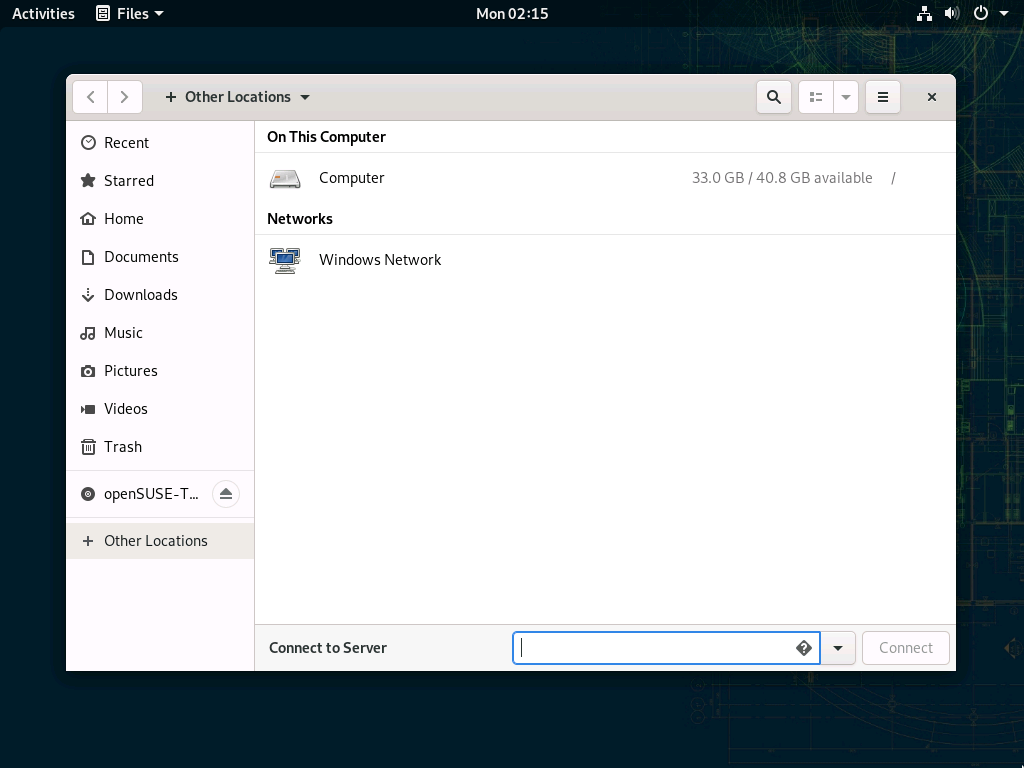 Activities Files Mon 02:15
Other Locations
Recent
Starred
Home
Documents
Downloads
Music
Pictures
Videos
Trash
openSUSE-T...
Other Locations
On This Computer
Computer 33.0 GB / 40.8 GB available /
Networks
Windows Network
Connect to Server Connect